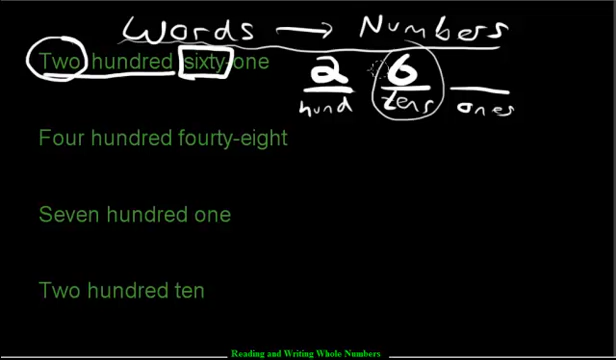 Words → Numbers
Two hundred sixty-one 2 6
hund tens ones
Four hundred fourty-eight
Seven hundred one
Two hundred ten
Reading and Writing Whole Numbers